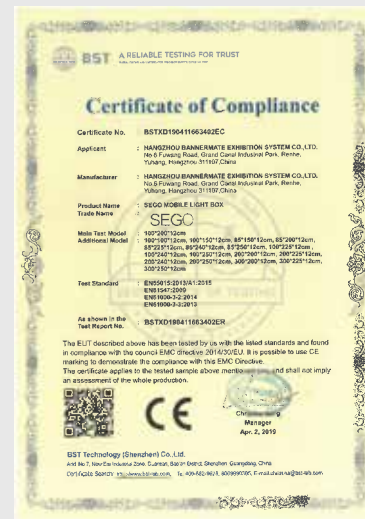 BST A RELIABLE TESTING FOR TRUST
Certificate of Compliance
Certificate No. BSTXD190411663402EC
Applicant : HANGZHOU BANNERMATE EXHIBITION SYSTEM CO.,LTD.
No.6 Fuwang Road, Grand Canal Industrial Park, Renhe,
Yuhang, Hangzhou 311107,China
Manufacturer : HANGZHOU BANNERMATE EXHIBITION SYSTEM CO.,LTD.
No.6 Fuwang Road, Grand Canal Industrial Park, Renhe,
Yuhang, Hangzhou 311107,China
Product Name : SEGO MOBILE LIGHT BOX
Trade Name : SEGO
Main Test Model : 100*200*12cm
Additional Model : 100*100*12cm, 100*150*12cm, 85*150*12cm, 85*200*12cm,
85*225*12cm, 85*240*12cm, 85*250*12cm, 100*225*12cm,
100*240*12cm, 100*250*12cm, 200*200*12cm, 200*225*12cm,
200*240*12cm, 200*250*12cm, 300*200*12cm, 300*225*12cm,
300*250*12cm
Test Standard : EN55015:2013/A1:2015
EN61547:2009
EN61000-3-2:2014
EN61000-3-3:2013
As shown in the
Test Report No. : BSTXD190411663402ER
The EUT described above has been tested by us with the listed standards and found
in compliance with the council EMC directive 2014/30/EU. It is possible to use CE
marking to demonstrate the compliance with this EMC Directive.
The certificate applies to the tested sample above mentioned and shall not imply
an assessment of the whole production.
CE
Manager
Apr. 2, 2019
BST Technology (Shenzhen) Co.,Ltd.